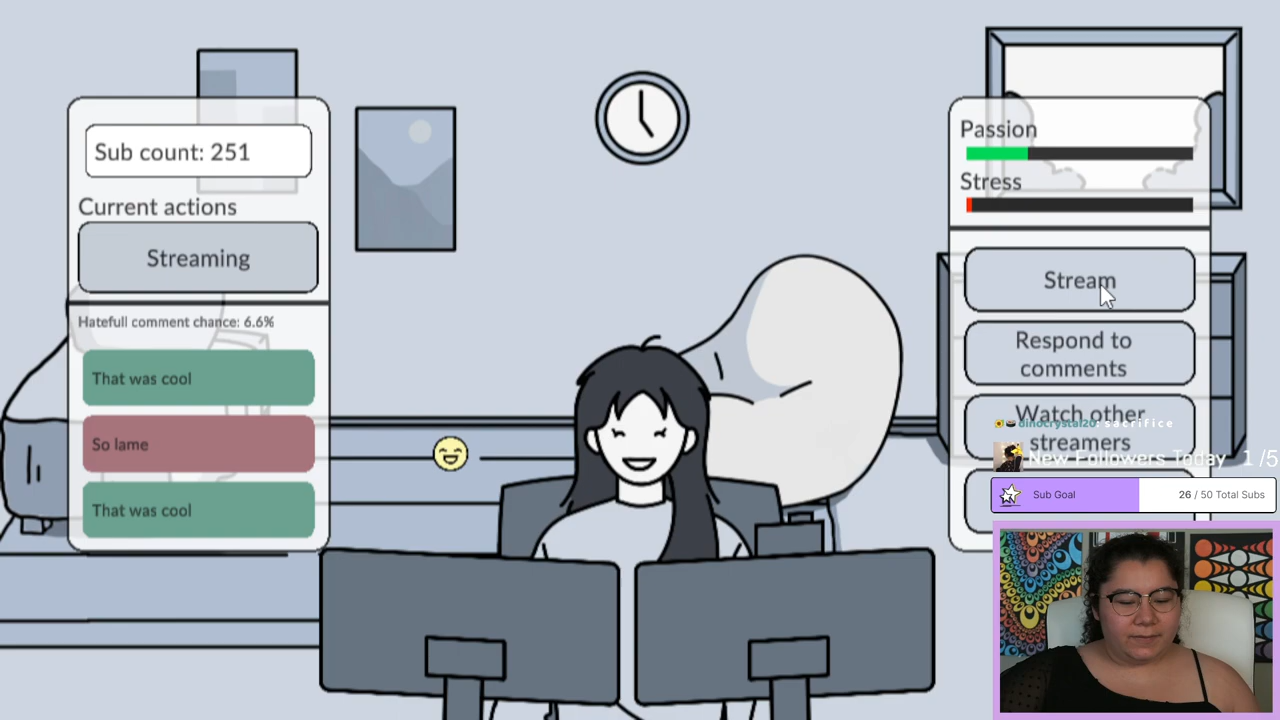 Sub count: 251
Current actions
Streaming
Hatefull comment chance: 6.6%
That was cool
So lame
That was cool
Passion
Stress
Stream
Respond to
comments
Watch other
streamers
dinocrystal20: sacrifice
New Followers Today 1 /5
Sub Goal
26 / 50 Total Subs